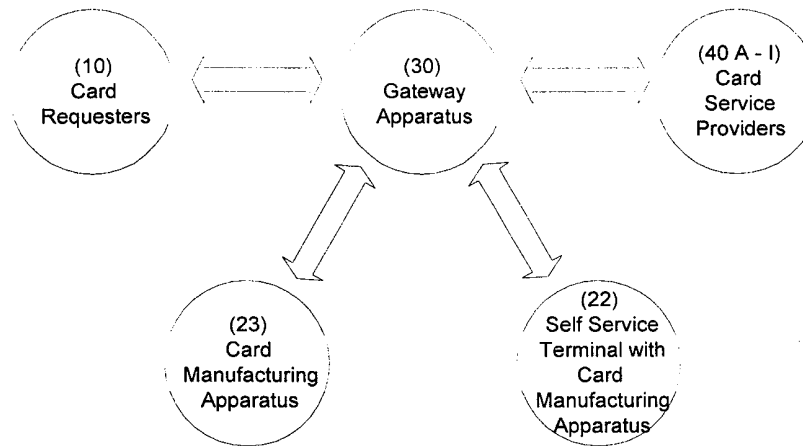 (10)
Card
Requesters
(30)
Gateway
Apparatus
(40 A - I)
Card
Service
Providers
(23)
Card
Manufacturing
Apparatus
(22)
Self Service
Terminal with
Card
Manufacturing
Apparatus